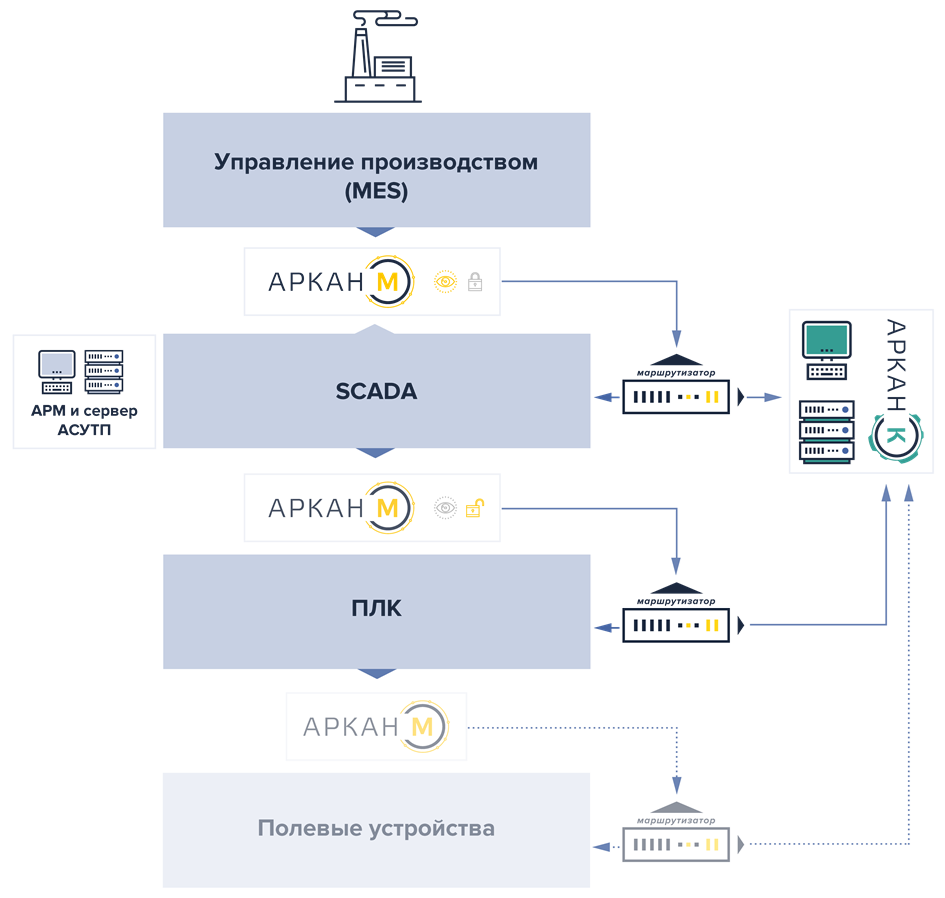 Управление производством
(MES)
АРКАН М
SCADA
АРМ и сервер
АСУТП
маршрутизатор
АРКАН К
АРКАН М
ПЛК
маршрутизатор
АРКАН М
Полевые устройства
маршрутизатор